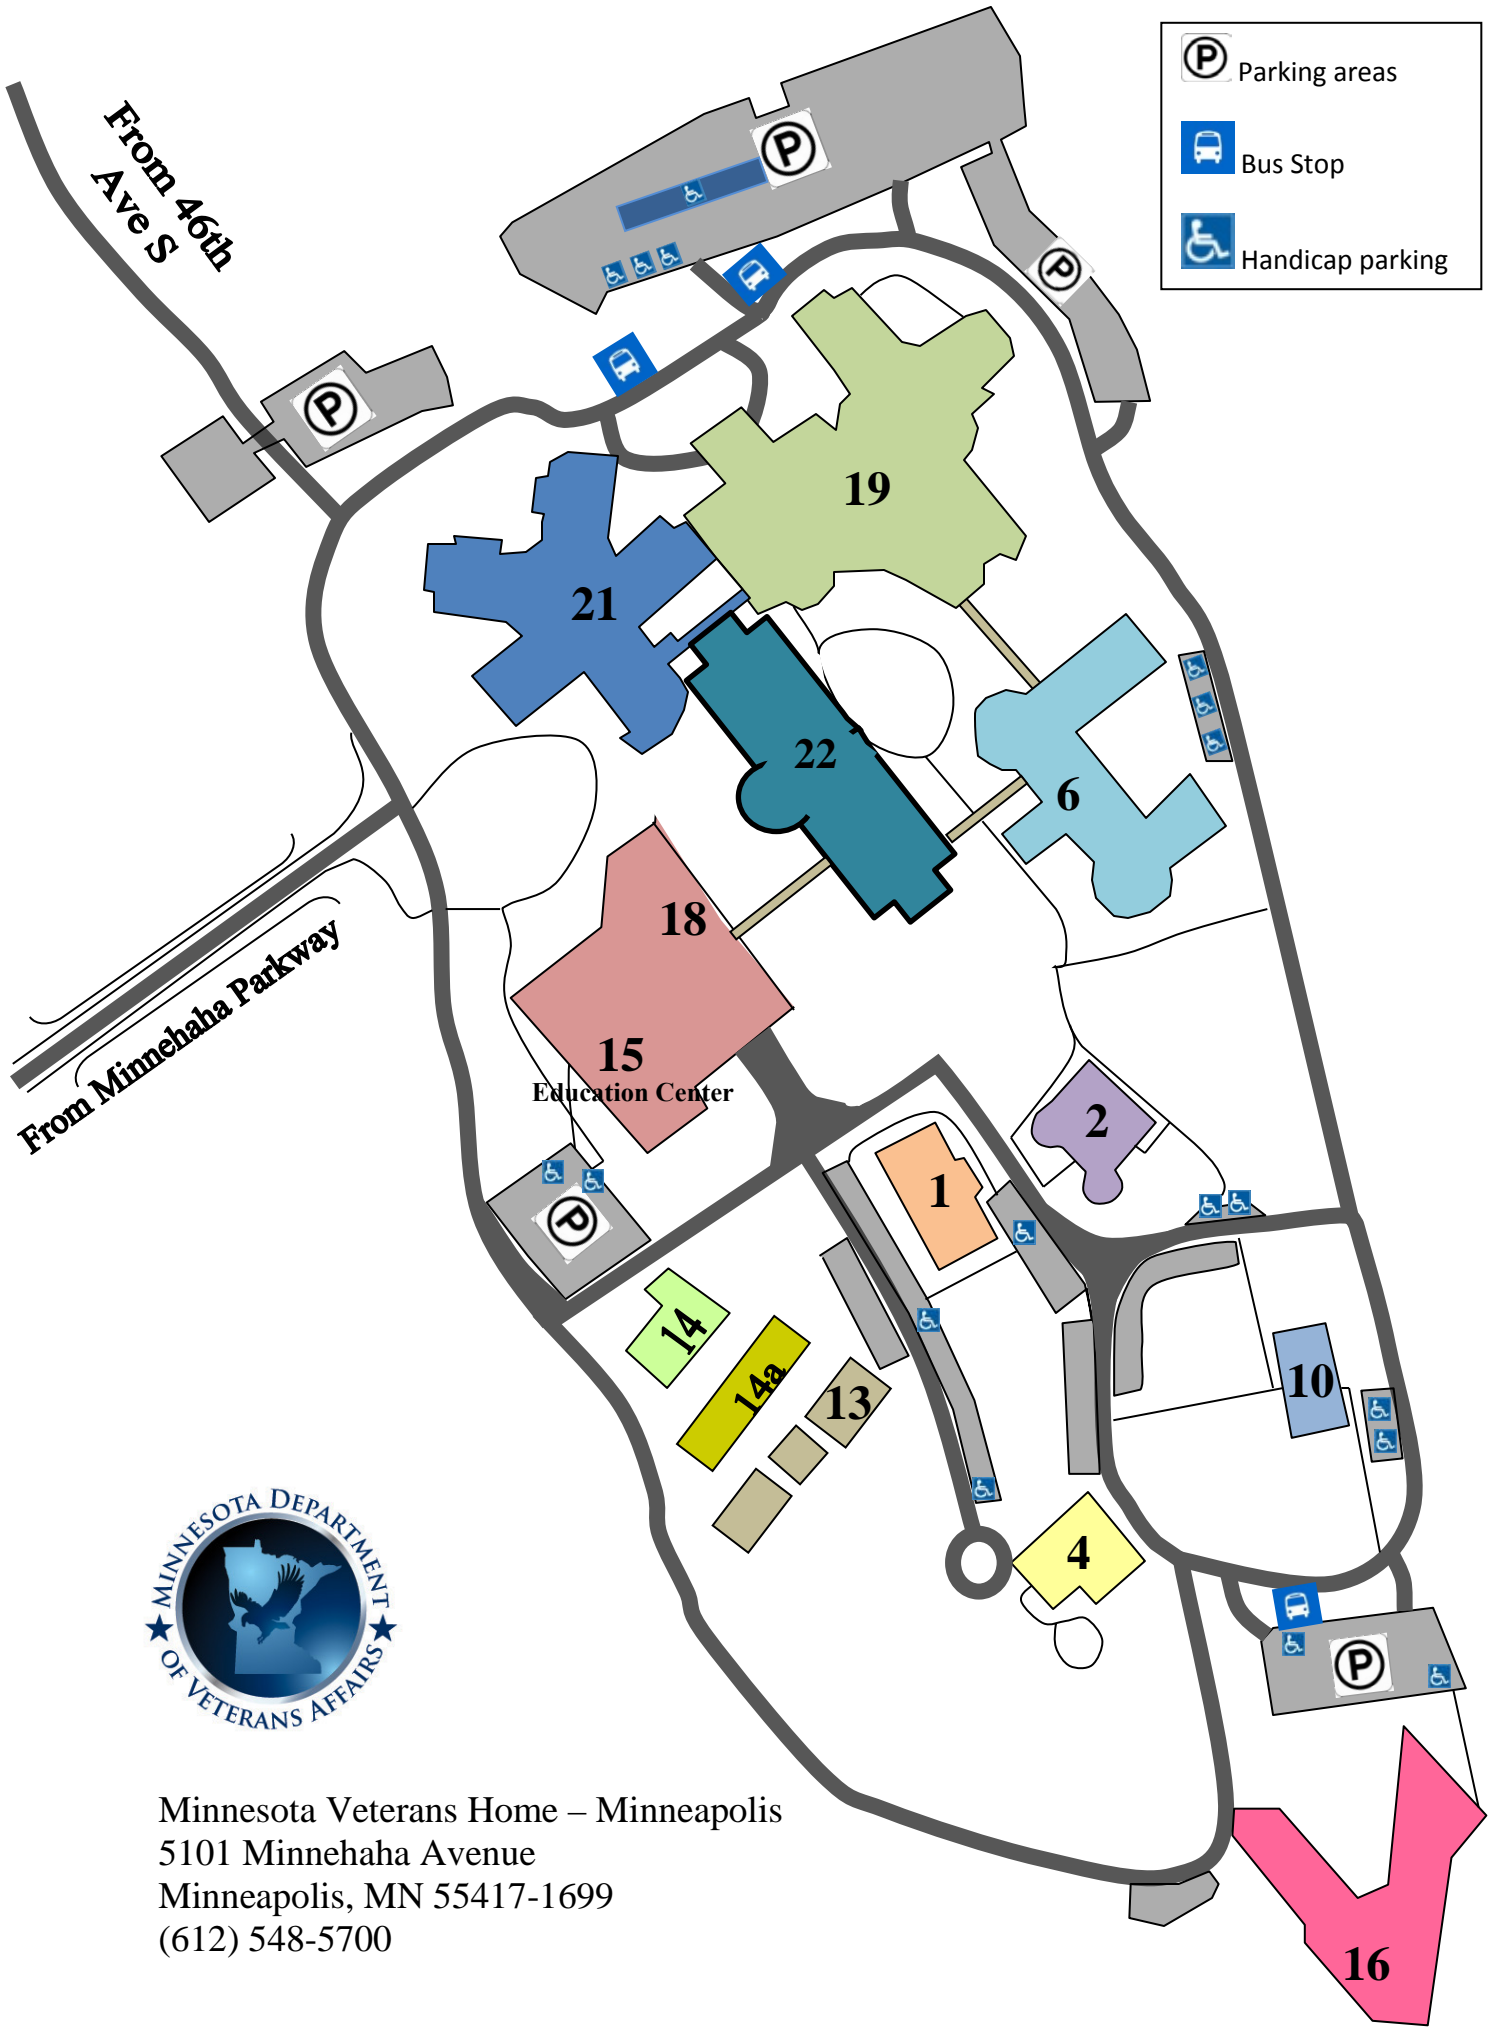 From 46th
Ave S
P
Parking areas
Bus Stop
Handicap parking
P
P
P
19
21
22
6
18
From Minnehaha Parkway
15
Education Center
2
1
P
14
14a
13
10
4
P
16
MINNESOTA DEPARTMENT
OF VETERANS AFFAIRS
Minnesota Veterans Home – Minneapolis
5101 Minnehaha Avenue
Minneapolis, MN 55417-1699
(612) 548-5700